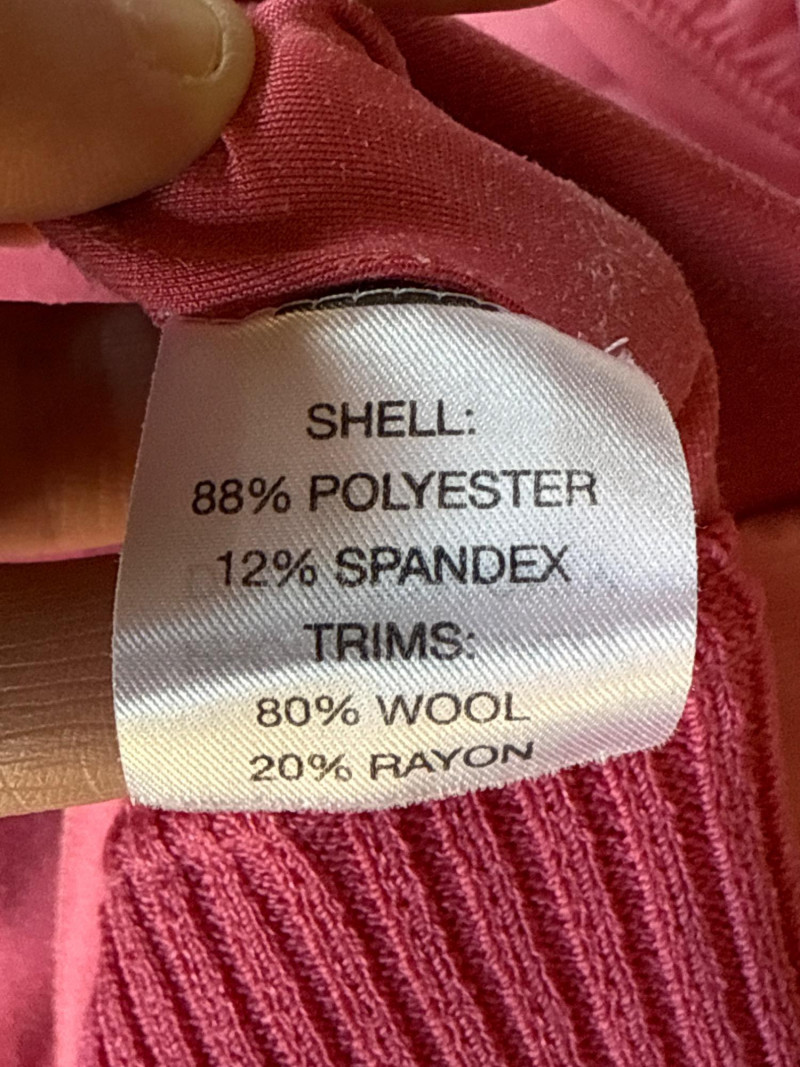 SHELL:
88% POLYESTER
12% SPANDEX
TRIMS:
80% WOOL
20% RAYON